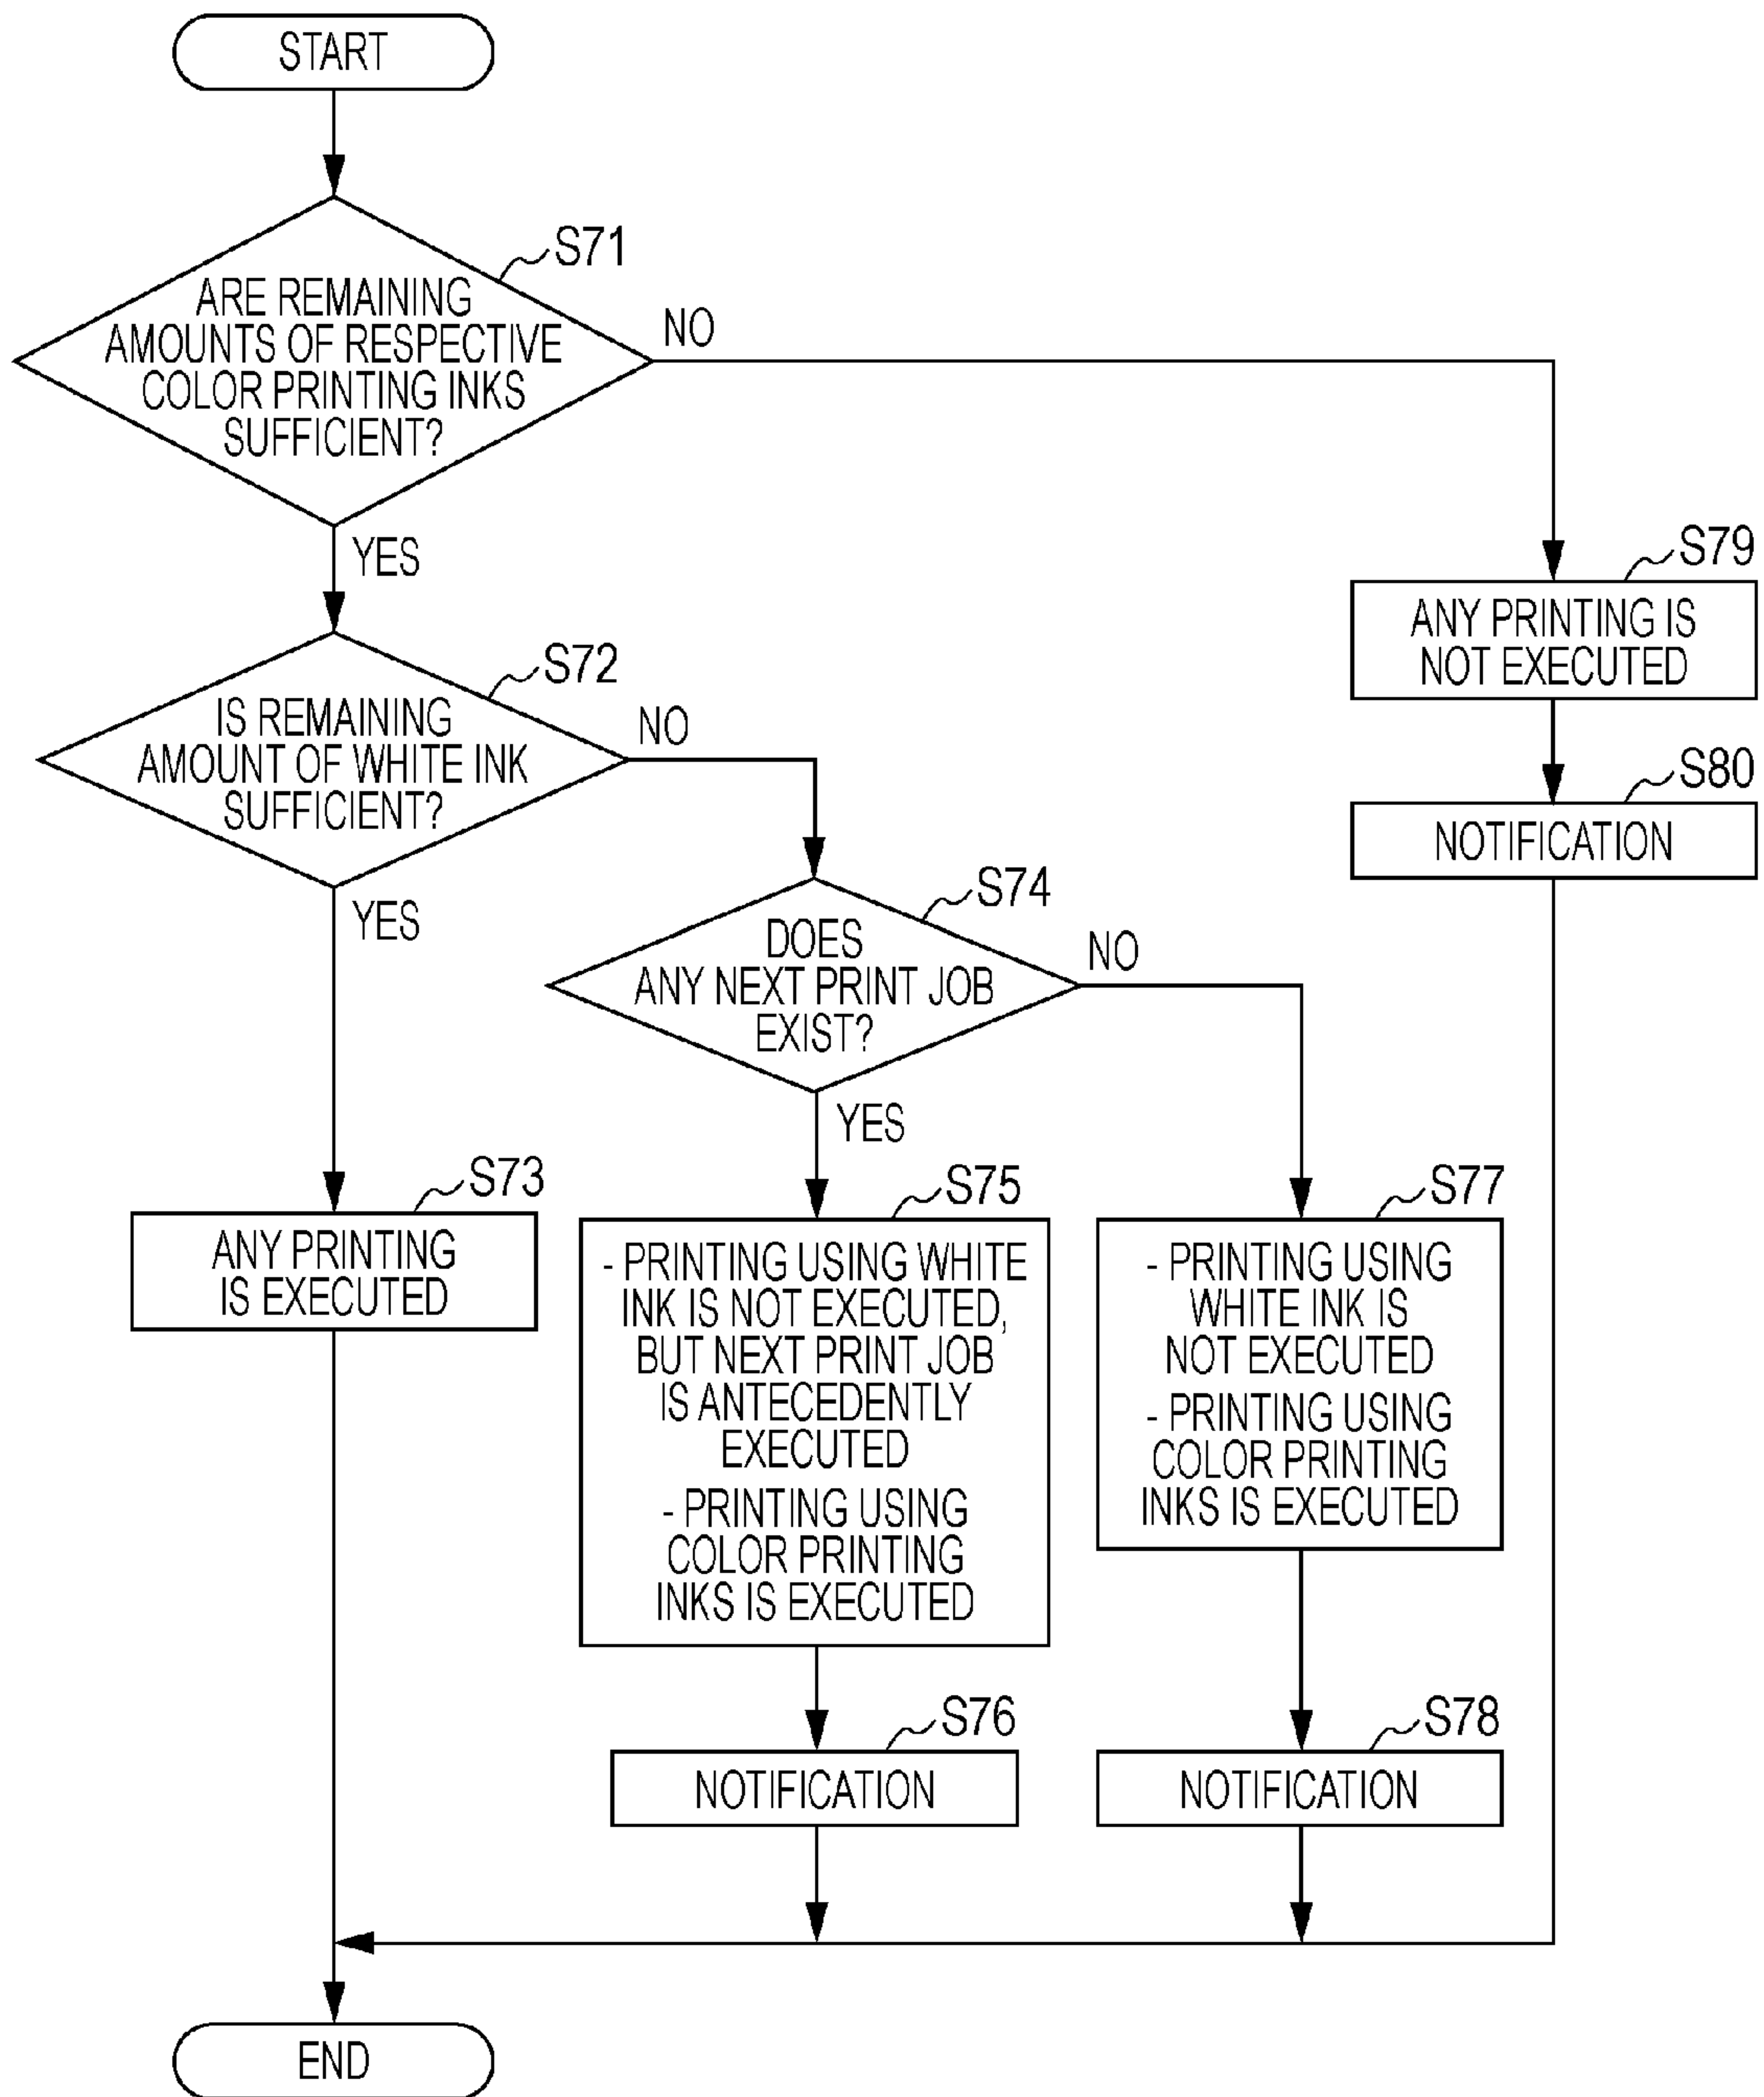 START
S71
ARE REMAINING
AMOUNTS OF RESPECTIVE
COLOR PRINTING INKS
SUFFICIENT?
NO
YES
S79
ANY PRINTING IS
NOT EXECUTED
S72
IS REMAINING
AMOUNT OF WHITE INK
SUFFICIENT?
NO
YES
S80
NOTIFICATION
S74
DOES
ANY NEXT PRINT JOB
EXIST?
NO
YES
S73
ANY PRINTING
IS EXECUTED
S75
- PRINTING USING WHITE
INK IS NOT EXECUTED,
BUT NEXT PRINT JOB
IS ANTECEDENTLY
EXECUTED
- PRINTING USING
COLOR PRINTING
INKS IS EXECUTED
S77
- PRINTING USING
WHITE INK IS
NOT EXECUTED
- PRINTING USING
COLOR PRINTING
INKS IS EXECUTED
S76
NOTIFICATION
S78
NOTIFICATION
END